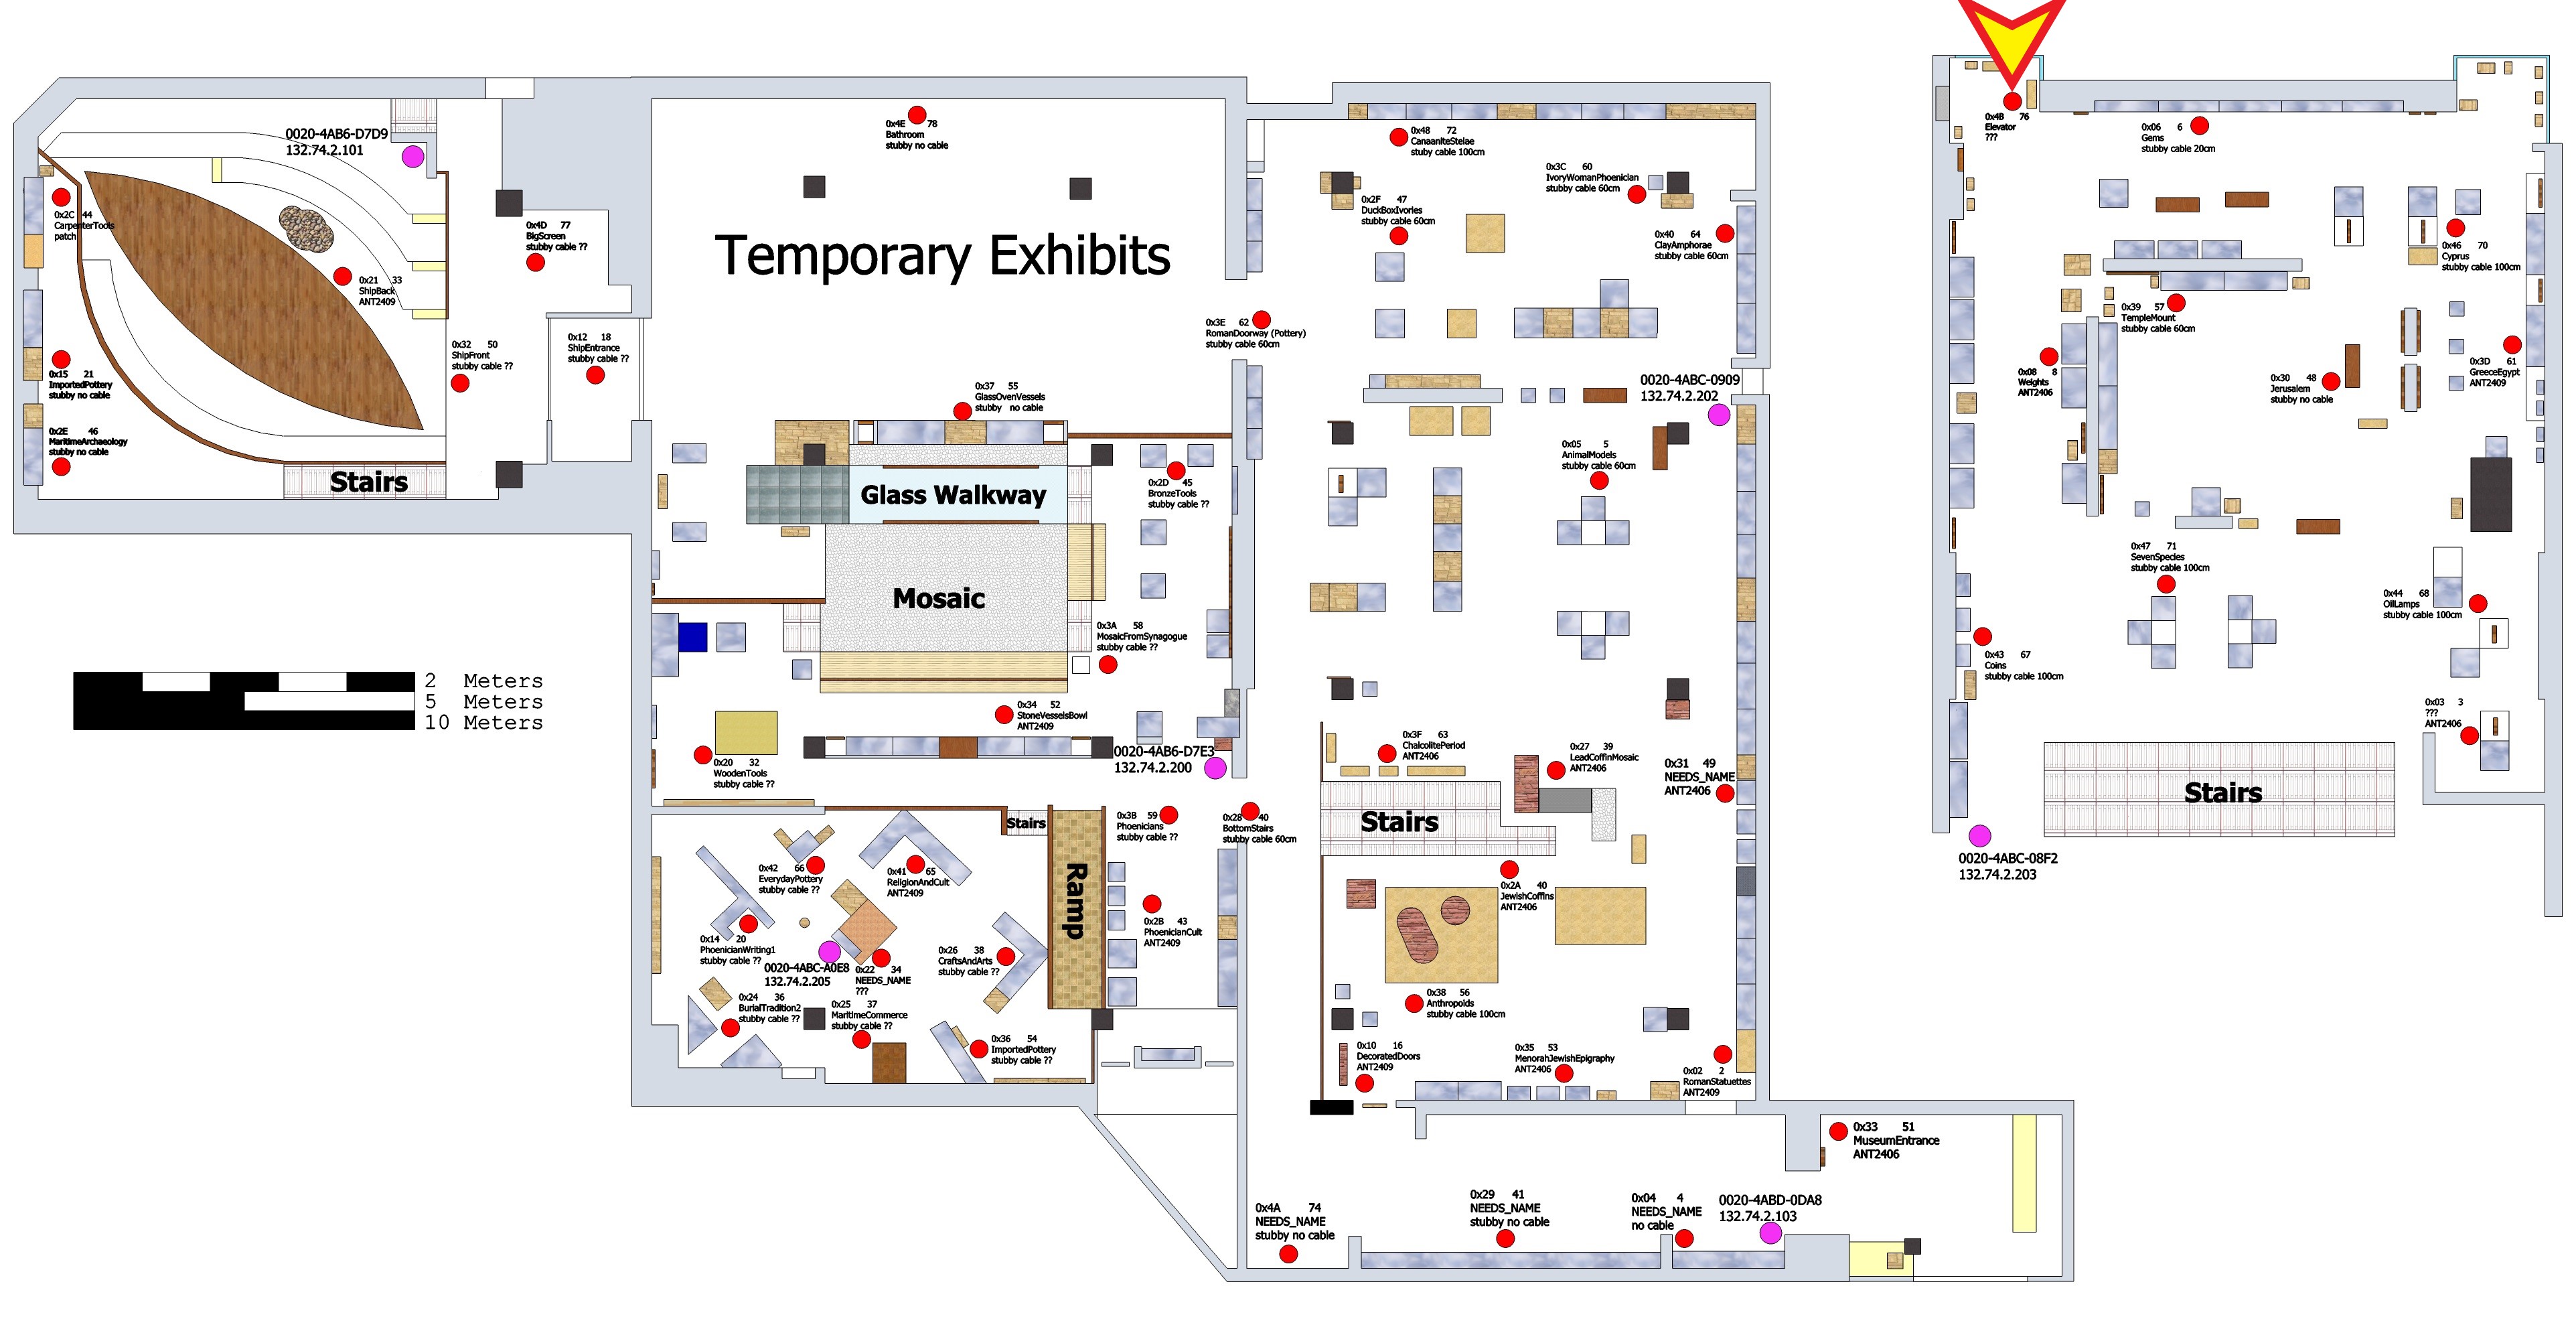 0020-4AB6-D7D9
132.74.2.101
0x2C 44
CarpenterTools
patch
0x21 33
ShipBack
ANT2409
0x15 21
ImportedPottery
stubby no cable
0x2E 46
MaritimeArchaeology
stubby no cable
Stairs
0x32 50
ShipFront
stubby cable ??
0x4D 77
BigScreen
stubby cable ??
0x12 18
ShipEntrance
stubby cable ??
2 Meters
5 Meters
10 Meters
0x4E 78
Bathroom
stubby no cable
Temporary Exhibits
0x3E 62
RomanDoorway (Pottery)
stubby cable 60cm
0x37 55
GlassOvenVessels
stubby no cable
Glass Walkway
Mosaic
0x2D 45
BronzeTools
stubby cable ??
0x3A 58
MosaicFromSynagogue
stubby cable ??
0x34 52
StoneVesselsBowl
ANT2409
0x20 32
WoodenTools
stubby cable ??
0020-4AB6-D7E3
132.74.2.200
Stairs
Ramp
0x3B 59
Phoenicians
stubby cable ??
0x28 40
BottomStairs
stubby cable 60cm
0x42 66
EverydayPottery
stubby cable ??
0x41 65
ReligionAndCult
ANT2409
0x14 20
PhoenicianWriting1
stubby cable ??
0020-4ABC-A0E8
132.74.2.205
0x22 34
NEEDS_NAME
???
0x26 38
CraftsAndArts
stubby cable ??
0x2B 43
PhoenicianCult
ANT2409
0x24 36
BurialTradition2
stubby cable ??
0x25 37
MaritimeCommerce
stubby cable ??
0x36 54
ImportedPottery
stubby cable ??
0x48 72
CanaaniteStelae
stuby cable 100cm
0x2F 47
DuckBoxIvories
stubby cable 60cm
0x3C 60
IvoryWomanPhoenician
stubby cable 60cm
0x40 64
ClayAmphorae
stubby cable 60cm
0020-4ABC-0909
132.74.2.202
0x05 5
AnimalModels
stubby cable 60cm
0x3F 63
ChalcolitePeriod
ANT2406
0x27 39
LeadCoffinMosaic
ANT2406
0x31 49
NEEDS_NAME
ANT2406
Stairs
0x2A 40
JewishCoffins
ANT2406
0x38 56
Anthropoids
stubby cable 100cm
0x10 16
DecoratedDoors
ANT2409
0x35 53
MenorahJewishEpigraphy
ANT2406
0x02 2
RomanStatuettes
ANT2409
0x33 51
MuseumEntrance
ANT2406
0x4A 74
NEEDS_NAME
stubby no cable
0x29 41
NEEDS_NAME
stubby no cable
0x04 4
NEEDS_NAME
no cable
0020-4ABD-0DA8
132.74.2.103
0x4B 76
Elevator
???
0x06 6
Gems
stubby cable 20cm
0x46 70
Cyprus
stubby cable 100cm
0x39 57
TempleMount
stubby cable 60cm
0x08 8
Weights
ANT2406
0x30 48
Jerusalem
stubby no cable
0x3D 61
GreeceEgypt
ANT2409
0x47 71
SevenSpecies
stubby cable 100cm
0x44 68
OilLamps
stubby cable 100cm
0x43 67
Coins
stubby cable 100cm
0x03 3
???
ANT2406
Stairs
0020-4ABC-08F2
132.74.2.203